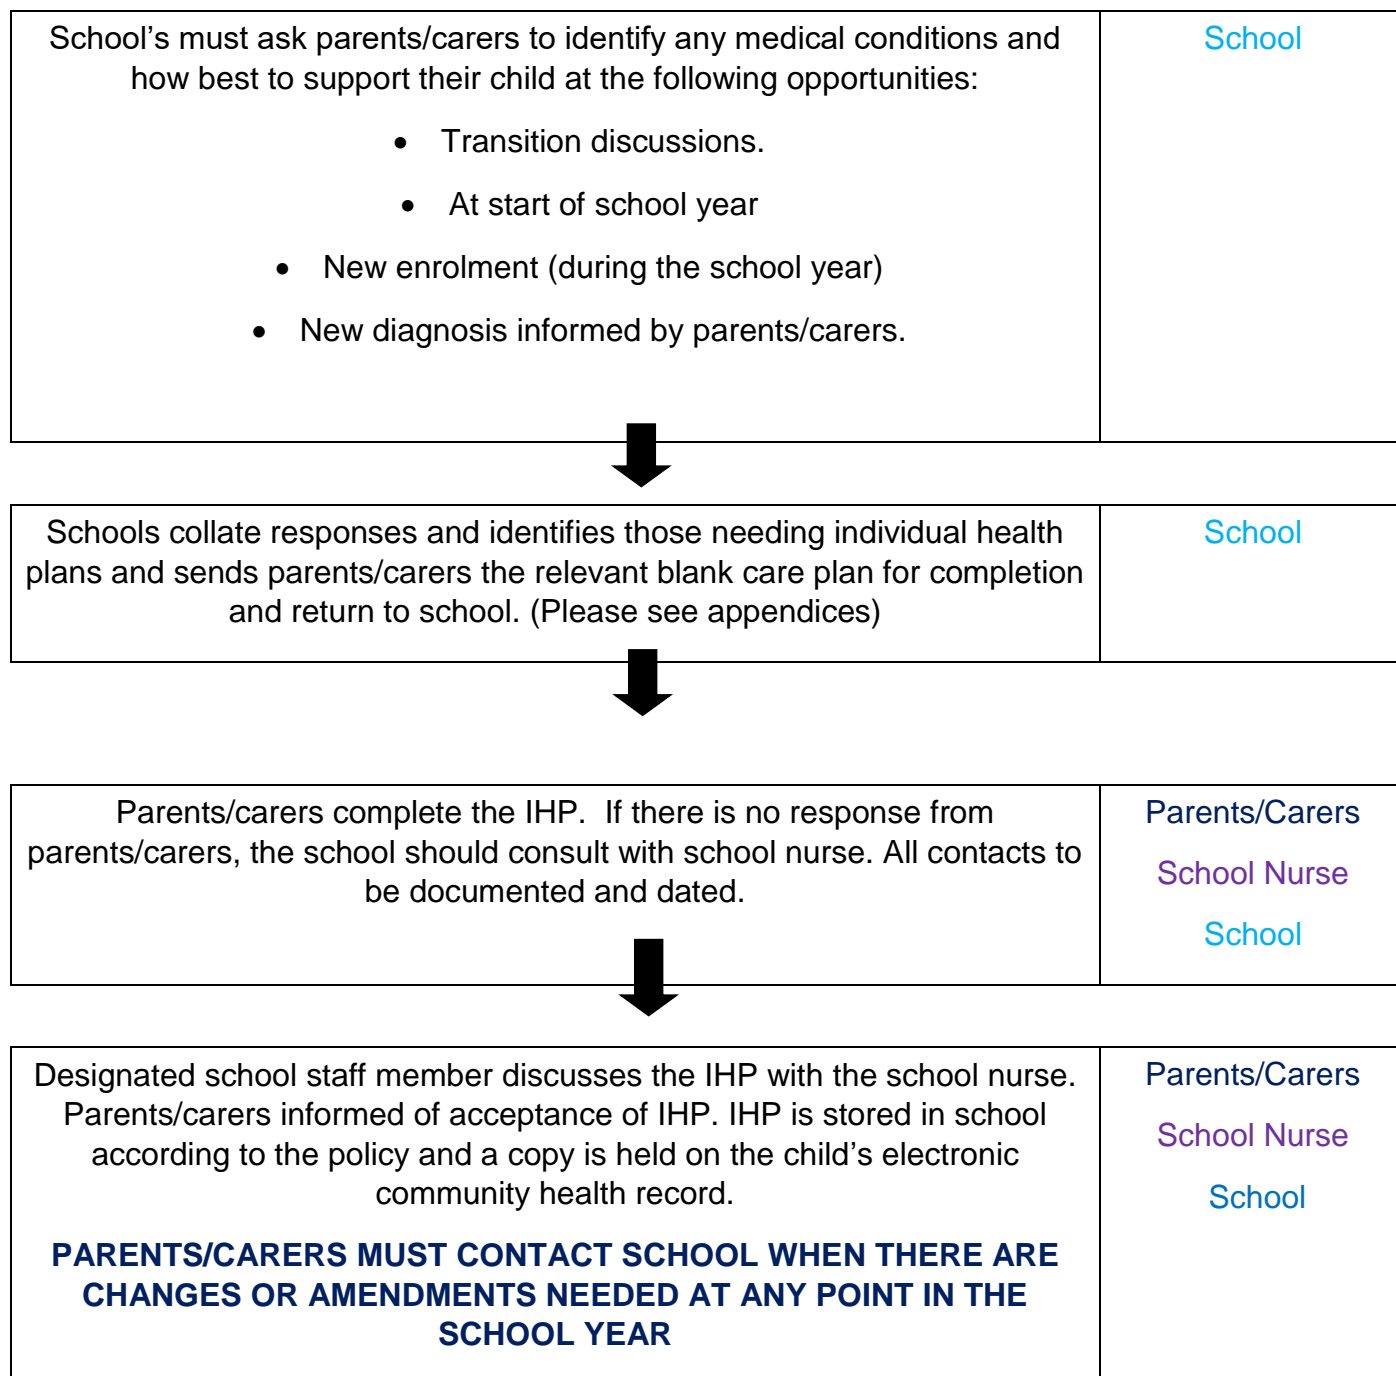 School’s must ask parents/carers to identify any medical conditions and
how best to support their child at the following opportunities:
• Transition discussions.
• At start of school year
• New enrolment (during the school year)
• New diagnosis informed by parents/carers.
School
Schools collate responses and identifies those needing individual health
plans and sends parents/carers the relevant blank care plan for completion
and return to school. (Please see appendices)
School
Parents/carers complete the IHP.  If there is no response from
parents/carers, the school should consult with school nurse. All contacts to
be documented and dated.
Parents/Carers
School Nurse
School
Designated school staff member discusses the IHP with the school nurse.
Parents/carers informed of acceptance of IHP. IHP is stored in school
according to the policy and a copy is held on the child’s electronic
community health record.
PARENTS/CARERS MUST CONTACT SCHOOL WHEN THERE ARE
CHANGES OR AMENDMENTS NEEDED AT ANY POINT IN THE
SCHOOL YEAR
Parents/Carers
School Nurse
School